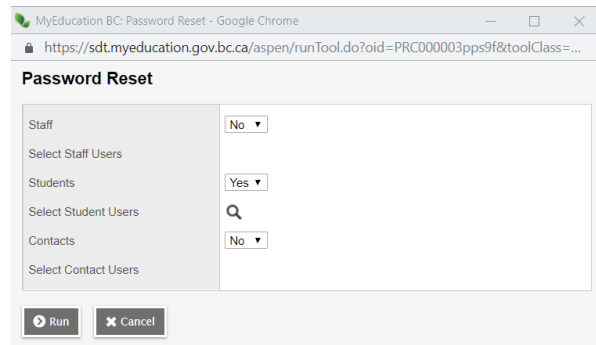 MyEducation BC: Password Reset - Google Chrome
https://sdt.myeducation.gov.bc.ca/aspen/runTool.do?oid=PRC000003pps9f&toolClass=...
Password Reset
Staff No
Select Staff Users
Students Yes
Select Student Users
Contacts No
Select Contact Users
Run Cancel